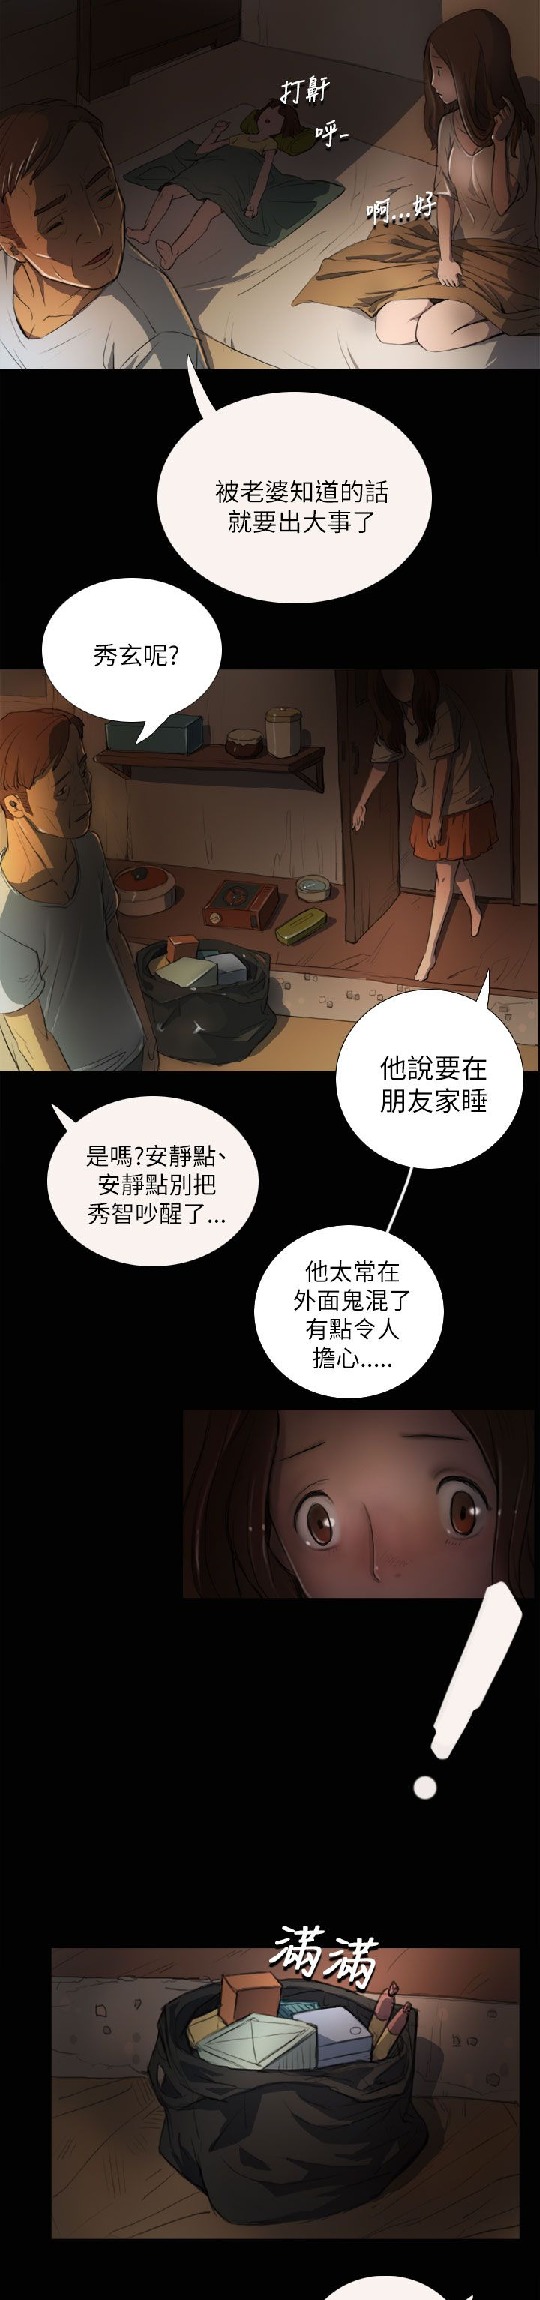 打鼾
呼~
啊...好
被老婆知道的話
就要出大事了
秀玄呢?
他說要在
朋友家睡
是嗎?安靜點、
安靜點別把
秀智吵醒了...
他太常在
外面鬼混了
有點令人
擔心.....
!
滿滿